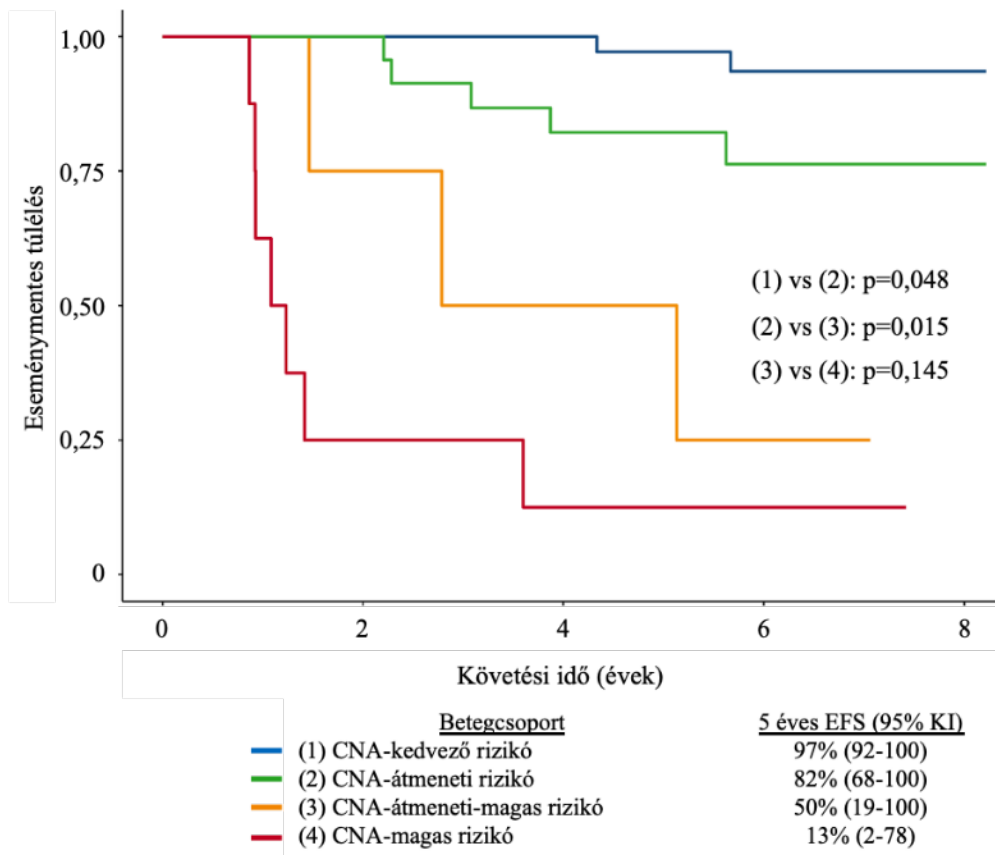 Eseménymentes túlélés
1,00
0,75
0,50
0,25
0
(1) vs (2): p=0,048
(2) vs (3): p=0,015
(3) vs (4): p=0,145
0 2 4 6 8
Követési idő (évek)
Betegcsoport 5 éves EFS (95% KI)
(1) CNA-kedvező rizikó 97% (92-100)
(2) CNA-átmeneti rizikó 82% (68-100)
(3) CNA-átmeneti-magas rizikó 50% (19-100)
(4) CNA-magas rizikó 13% (2-78)